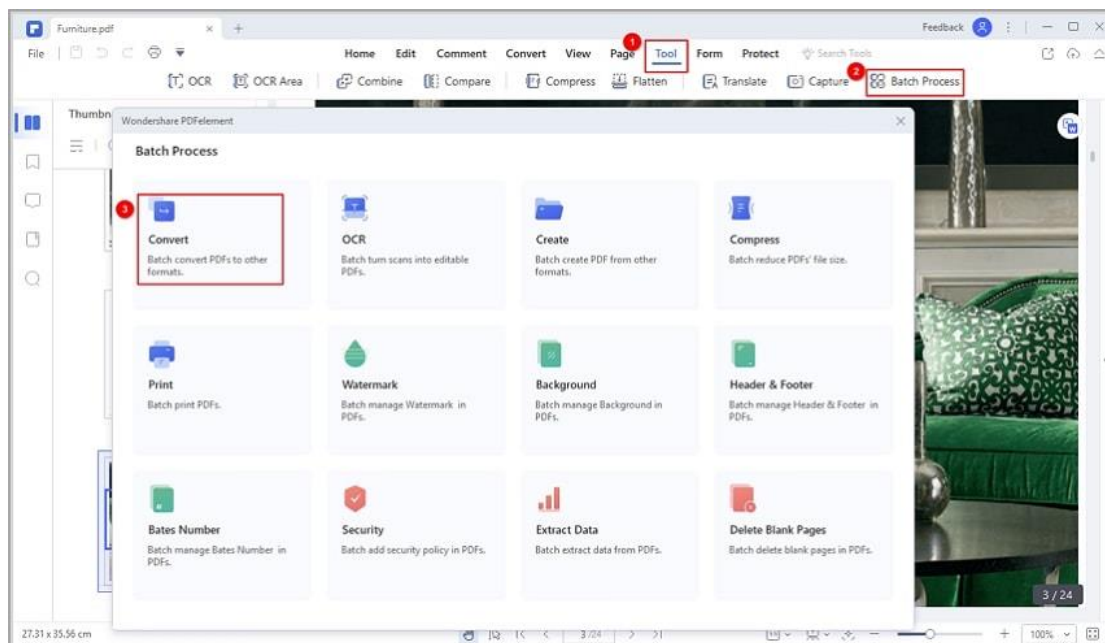 Furniture.pdf
Feedback
File
Home Edit Comment Convert View Page Tool Form Protect Search Tools
1
OCR OCR Area Combine Compare Compress Flatten Translate Capture Batch Process
2
Wondershare PDFelement
Batch Process
3
Convert
Batch convert PDFs to other
formats.
OCR
Batch turn scans into editable
PDFs.
Create
Batch create PDF from other
formats.
Compress
Batch reduce PDFs' file size.
Print
Batch print PDFs.
Watermark
Batch manage Watermark in
PDFs.
Background
Batch manage Background in
PDFs.
Header & Footer
Batch manage Header & Footer in
PDFs.
Bates Number
Batch manage Bates Number in
PDFs.
Security
Batch add security policy in PDFs.
Extract Data
Batch extract data from PDFs.
Delete Blank Pages
Batch delete blank pages in PDFs.
3 / 24
27.31 x 35.56 cm
3 /24
100%